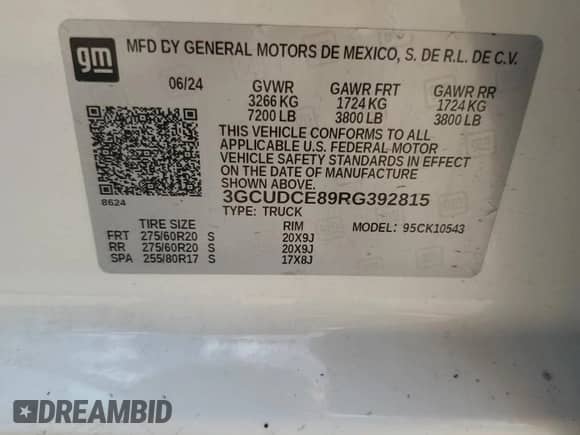 gm MFD BY GENERAL MOTORS DE MEXICO, S. DE R.L. DE C.V.
06/24 GVWR GAWR FRT GAWR RR
3266 KG 1724 KG 1724 KG
7200 LB 3800 LB 3800 LB
THIS VEHICLE CONFORMS TO ALL
APPLICABLE U.S. FEDERAL MOTOR
VEHICLE SAFETY STANDARDS IN EFFECT
ON THE DATE OF MANUFACTURE
SHOWN ABOVE.
8624 3GCUDCE89RG392815
TYPE: TRUCK
TIRE SIZE RIM MODEL: 95CK10543
FRT 275/60R20 S 20X9J
RR 275/60R20 S 20X9J
SPA 255/80R17 S 17X8J
DREAMBID